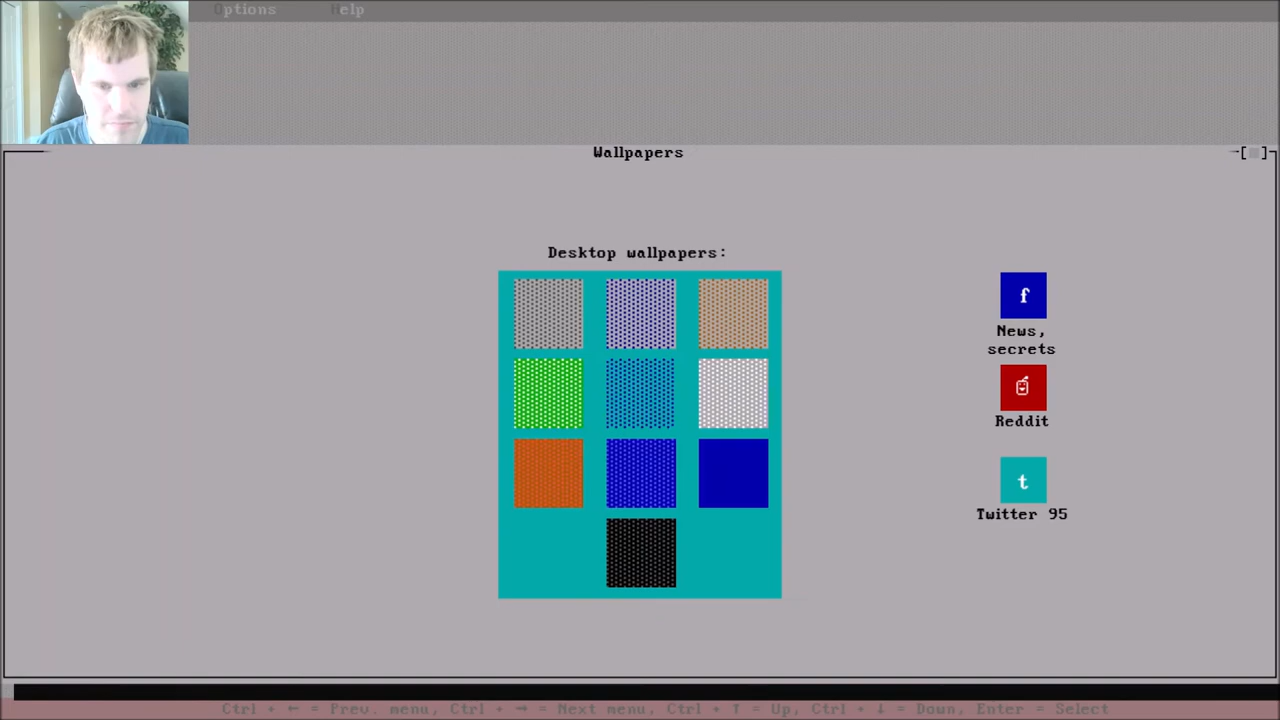 Options Help
Wallpapers
[ ]
Desktop wallpapers:
f
News,
secrets
Reddit
t
Twitter 95
Ctrl + ← = Prev. menu, Ctrl + → = Next menu, Ctrl + ↑ = Up, Ctrl + ↓ = Down, Enter = Select